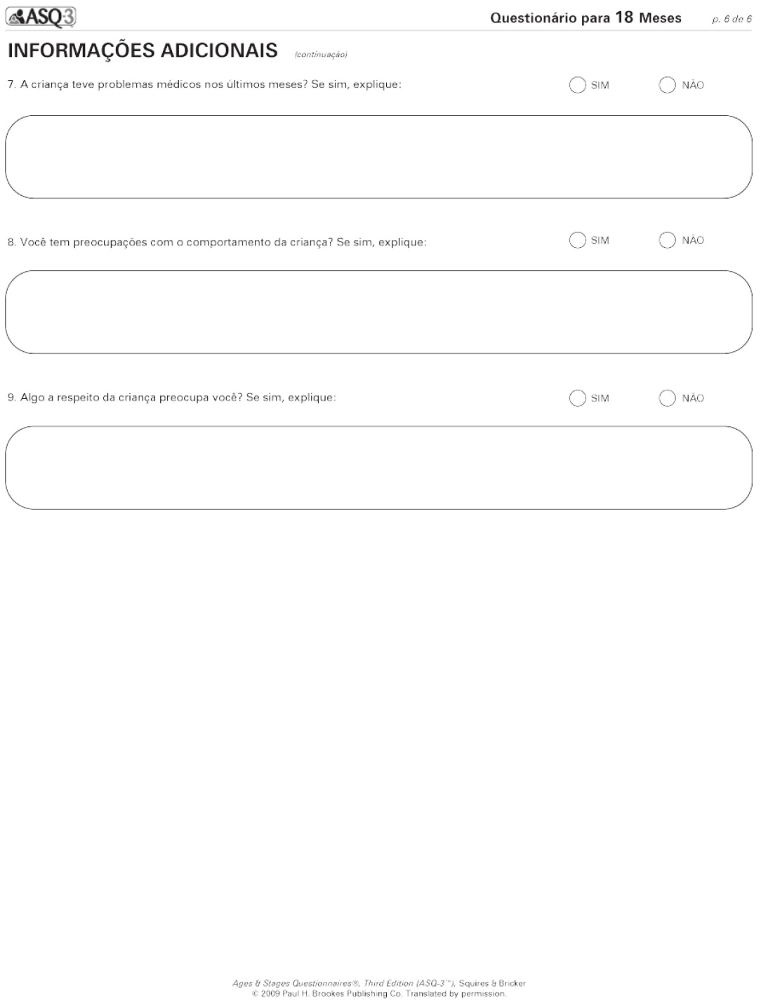 ASQ-3
Questionário para 18 Meses
p. 6 de 6
INFORMAÇÕES ADICIONAIS (continuação)
7. A criança teve problemas médicos nos últimos meses? Se sim, explique:
SIM
NÃO
8. Você tem preocupações com o comportamento da criança? Se sim, explique:
SIM
NÃO
9. Algo a respeito da criança preocupa você? Se sim, explique:
SIM
NÃO
Ages & Stages Questionnaires®, Third Edition (ASQ-3™), Squires & Bricker
© 2009 Paul H. Brookes Publishing Co. Translated by permission.